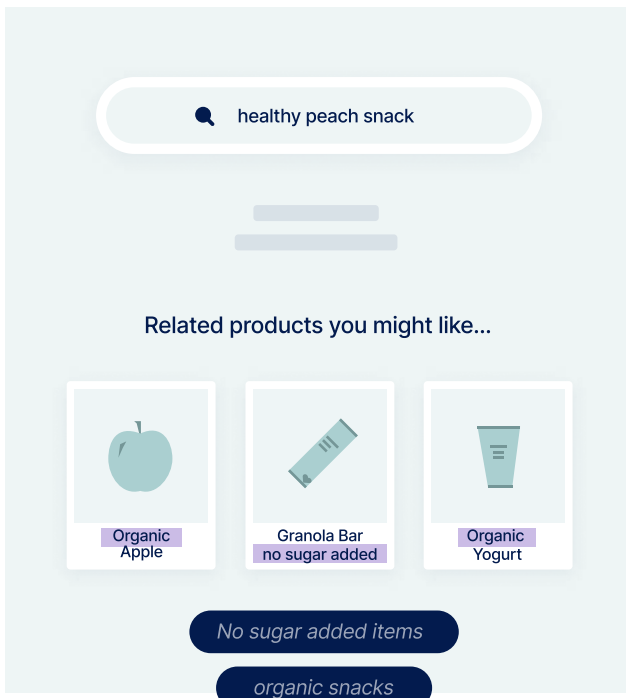 healthy peach snack
Related products you might like...
Organic
Apple
Granola Bar
no sugar added
Organic
Yogurt
No sugar added items
organic snacks